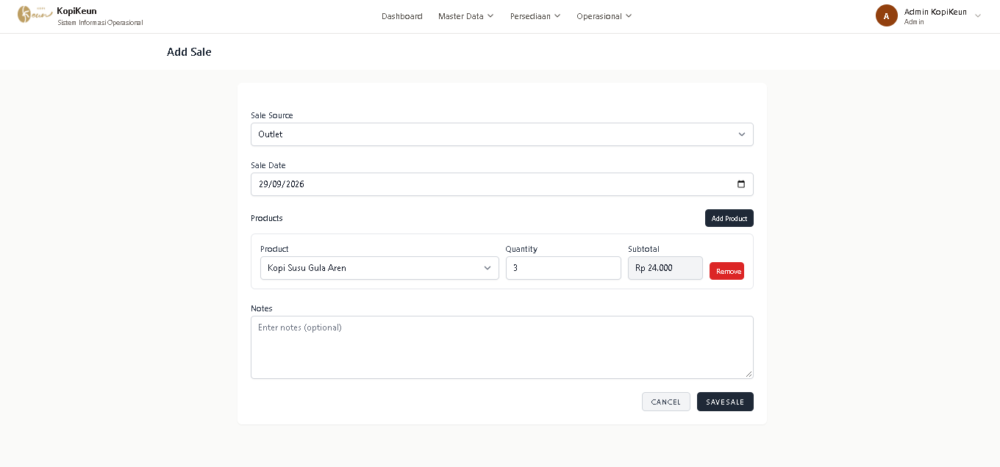 KopiKeun
Sistem Informasi Operasional
Dashboard
Master Data
Persediaan
Operasional
A
Admin KopiKeun
Admin
Add Sale
Sale Source
Outlet
Sale Date
29/09/2026
Products
Add Product
Product
Quantity
Subtotal
Kopi Susu Gula Aren
3
Rp 24.000
Remove
Notes
Enter notes (optional)
CANCEL
SAVE SALE